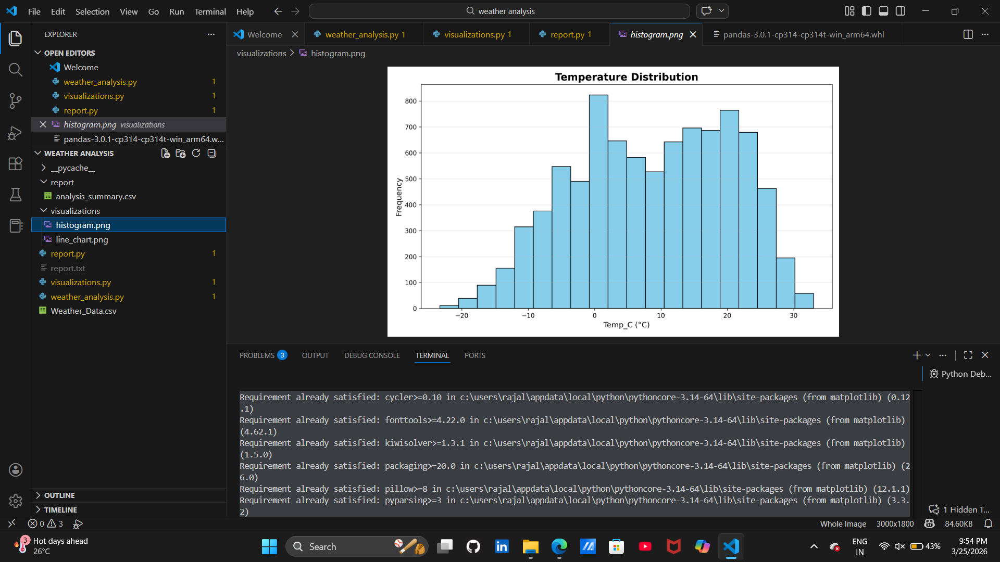 File Edit Selection View Go Run Terminal Help
weather analysis
EXPLORER
OPEN EDITORS
Welcome
weather_analysis.py 1
visualizations.py 1
report.py 1
histogram.png visualizations
pandas-3.0.1-cp314-cp314t-win_arm64.w...
WEATHER ANALYSIS
__pycache__
report
analysis_summary.csv
visualizations
histogram.png
line_chart.png
report.py 1
report.txt
visualizations.py 1
weather_analysis.py 1
Weather_Data.csv
OUTLINE
TIMELINE
Welcome weather_analysis.py 1 visualizations.py 1 report.py 1 histogram.png pandas-3.0.1-cp314-cp314t-win_arm64.whl
visualizations > histogram.png
Temperature Distribution
Frequency
800
700
600
500
400
300
200
100
0
−20 −10 0 10 20 30
Temp_C (°C)
PROBLEMS 3 OUTPUT DEBUG CONSOLE TERMINAL PORTS
Python Deb...
1 Hidden T...
Requirement already satisfied: cycler>=0.10 in c:\users\rajal\appdata\local\python\pythoncore-3.14-64\lib\site-packages (from matplotlib) (0.12
.1)
Requirement already satisfied: fonttools>=4.22.0 in c:\users\rajal\appdata\local\python\pythoncore-3.14-64\lib\site-packages (from matplotlib)
(4.62.1)
Requirement already satisfied: kiwisolver>=1.3.1 in c:\users\rajal\appdata\local\python\pythoncore-3.14-64\lib\site-packages (from matplotlib)
(1.5.0)
Requirement already satisfied: packaging>=20.0 in c:\users\rajal\appdata\local\python\pythoncore-3.14-64\lib\site-packages (from matplotlib) (2
6.0)
Requirement already satisfied: pillow>=8 in c:\users\rajal\appdata\local\python\pythoncore-3.14-64\lib\site-packages (from matplotlib) (12.1.1)
Requirement already satisfied: pyparsing>=3 in c:\users\rajal\appdata\local\python\pythoncore-3.14-64\lib\site-packages (from matplotlib) (3.3.
2)
0 3
Whole Image 3000x1800 84.60KB
3
Hot days ahead
26°C
Search
ENG
IN
43%
9:54 PM
3/25/2026